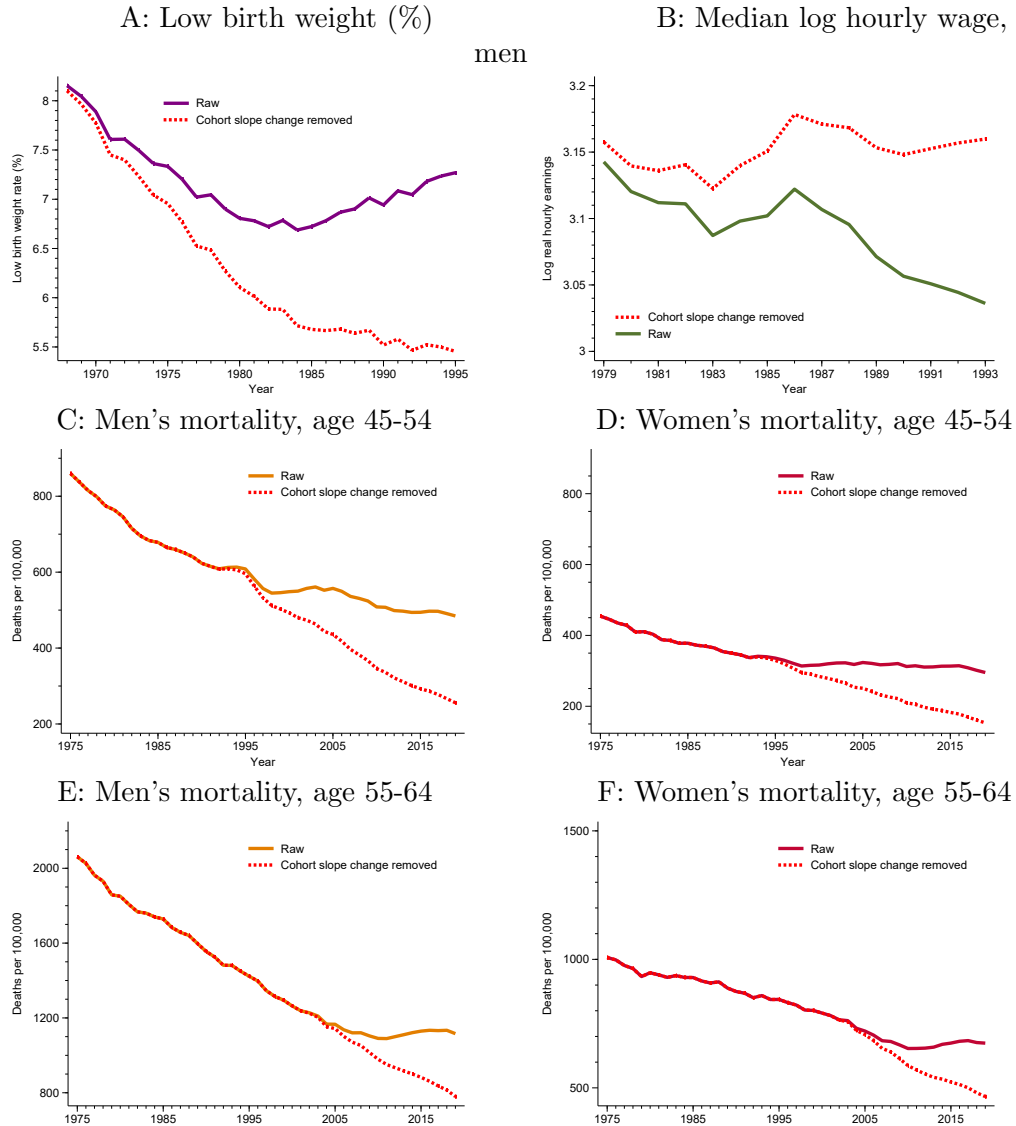 A: Low birth weight (%)
B: Median log hourly wage,
men
Low birth weight rate (%)
8
7.5
7
6.5
6
5.5
Raw
Cohort slope change removed
1970
1975
1980
1985
1990
1995
Year
Log real hourly earnings
3.2
3.15
3.1
3.05
3
Cohort slope change removed
Raw
1979
1981
1983
1985
1987
1989
1991
1993
Year
C: Men's mortality, age 45-54
Deaths per 100,000
800
600
400
200
Raw
Cohort slope change removed
1975
1985
1995
2005
2015
Year
D: Women's mortality, age 45-54
Deaths per 100,000
800
600
400
200
Raw
Cohort slope change removed
1975
1985
1995
2005
2015
Year
E: Men's mortality, age 55-64
Deaths per 100,000
2000
1600
1200
800
Raw
Cohort slope change removed
1975
1985
1995
2005
2015
F: Women's mortality, age 55-64
Deaths per 100,000
1500
1000
500
Raw
Cohort slope change removed
1975
1985
1995
2005
2015